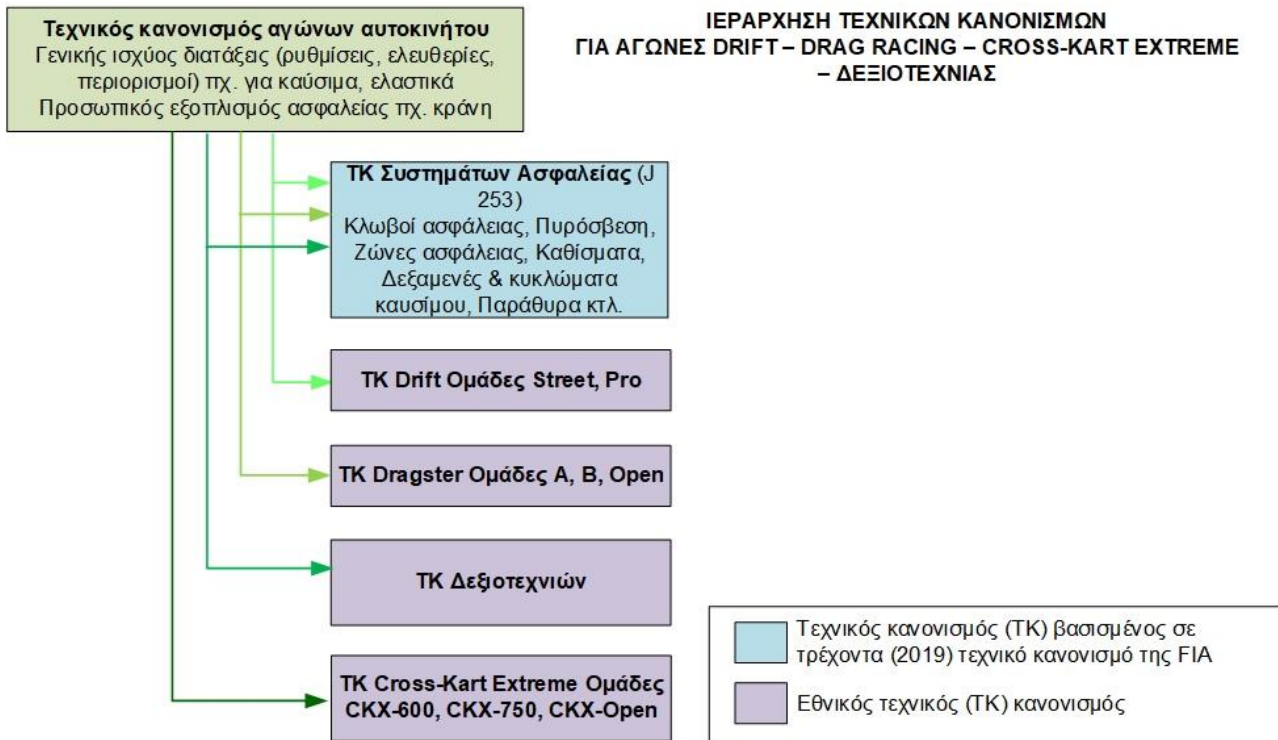 Τεχνικός κανονισμός αγώνων αυτοκινήτου
Γενικής ισχύος διατάξεις (ρυθμίσεις, ελευθερίες,
περιορισμοί) πχ. για καύσιμα, ελαστικά
Προσωπικός εξοπλισμός ασφαλείας πχ. κράνη
ΙΕΡΑΡΧΗΣΗ ΤΕΧΝΙΚΩΝ ΚΑΝΟΝΙΣΜΩΝ
ΓΙΑ ΑΓΩΝΕΣ DRIFT – DRAG RACING – CROSS-KART EXTREME
– ΔΕΞΙΟΤΕΧΝΙΑΣ
ΤΚ Συστημάτων Ασφαλείας (J
253)
Κλωβοί ασφάλειας, Πυρόσβεση,
Ζώνες ασφάλειας, Καθίσματα,
Δεξαμενές & κυκλώματα
καυσίμου, Παράθυρα κτλ.
ΤΚ Drift Ομάδες Street, Pro
ΤΚ Dragster Ομάδες Α, Β, Open
ΤΚ Δεξιοτεχνιών
ΤΚ Cross-Kart Extreme Ομάδες
CKX-600, CKX-750, CKX-Open
Τεχνικός κανονισμός (ΤΚ) βασισμένος σε
τρέχοντα (2019) τεχνικό κανονισμό της FIA
Εθνικός τεχνικός (ΤΚ) κανονισμός